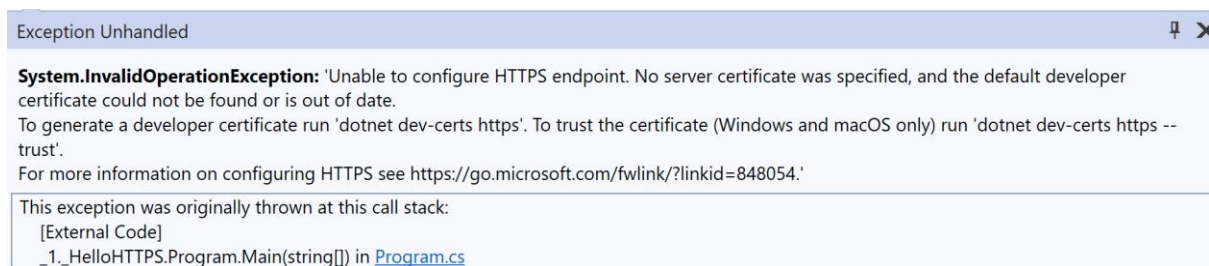 Exception Unhandled
System.InvalidOperationException: 'Unable to configure HTTPS endpoint. No server certificate was specified, and the default developer
certificate could not be found or is out of date.
To generate a developer certificate run 'dotnet dev-certs https'. To trust the certificate (Windows and macOS only) run 'dotnet dev-certs https --
trust'.
For more information on configuring HTTPS see https://go.microsoft.com/fwlink/?linkid=848054.'
This exception was originally thrown at this call stack:
[External Code]
_1._HelloHTTPS.Program.Main(string[]) in Program.cs